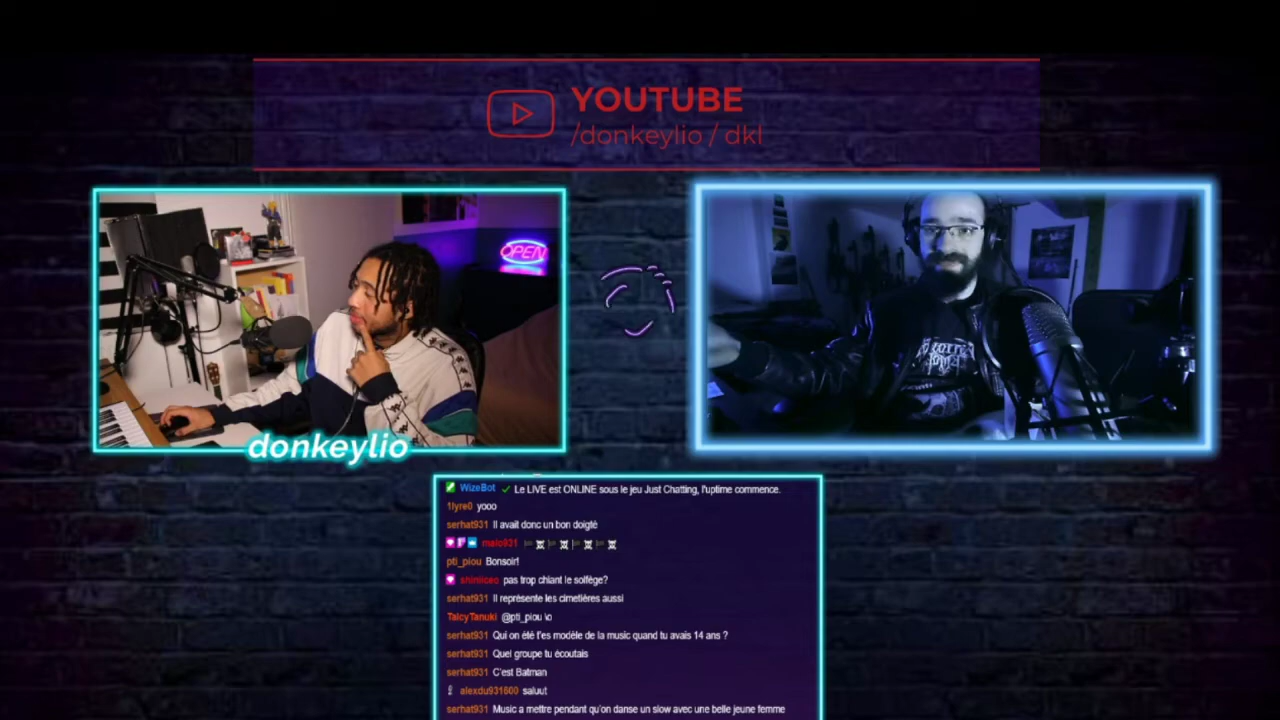 YOUTUBE
/donkeylio / dkl
OPEN
donkeylio
WizeBot Le LIVE est ONLINE sous le jeu Just Chatting, l'uptime commence.
1lyre0 yooo
serhat931 Il avait donc un bon doigté
malo931
pti_piou Bonsoir!
shiniiceo pas trop chiant le solfège?
serhat931 Il représente les cimetières aussi
TalcyTanuki @pti_piou \o
serhat931 Qui on été t'es modèle de la music quand tu avais 14 ans ?
serhat931 Quel groupe tu écoutais
serhat931 C'est Batman
alexdu931600 saluut
serhat931 Music a mettre pendant qu'on danse un slow avec une belle jeune femme